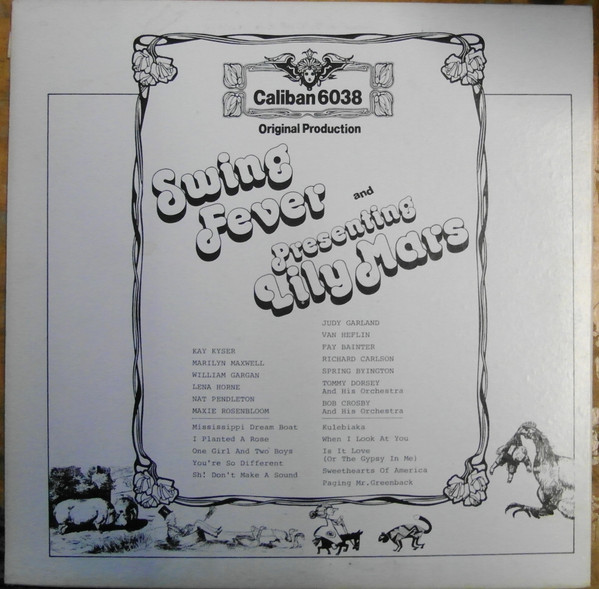 Caliban 6038
Original Production
Swing
Fever
and
Presenting
Lily Mars
KAY KYSER
MARILYN MAXWELL
WILLIAM GARGAN
LENA HORNE
NAT PENDLETON
MAXIE ROSENBLOOM
Mississippi Dream Boat
I Planted A Rose
One Girl And Two Boys
You're So Different
Sh! Don't Make A Sound
JUDY GARLAND
VAN HEFLIN
FAY BAINTER
RICHARD CARLSON
SPRING BYINGTON
TOMMY DORSEY
And His Orchestra
BOB CROSBY
And His Orchestra
Kulebiaka
When I Look At You
Is It Love
(Or The Gypsy In Me)
Sweethearts Of America
Paging Mr.Greenback